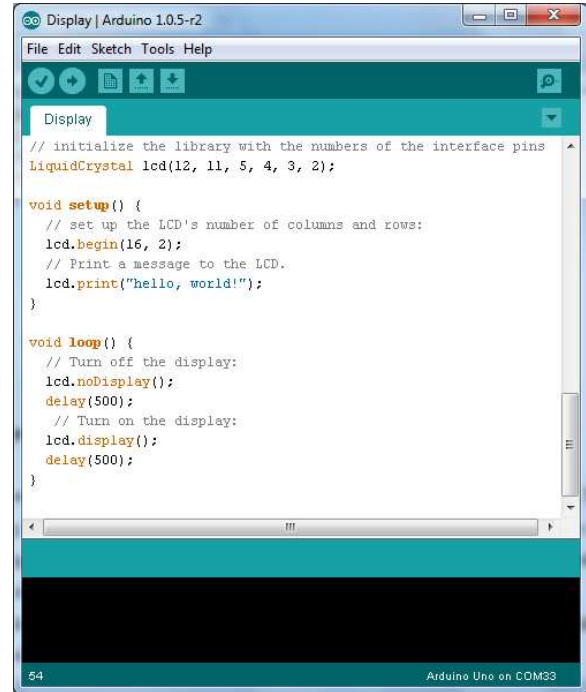 Display | Arduino 1.0.5-r2
File Edit Sketch Tools Help
Display
// initialize the library with the numbers of the interface pins
LiquidCrystal lcd(12, 11, 5, 4, 3, 2);
void setup() {
// set up the LCD's number of columns and rows:
lcd.begin(16, 2);
// Print a message to the LCD.
lcd.print("hello, world!");
}
void loop() {
// Turn off the display:
lcd.noDisplay();
delay(500);
// Turn on the display:
lcd.display();
delay(500);
}
54 Arduino Uno on COM33